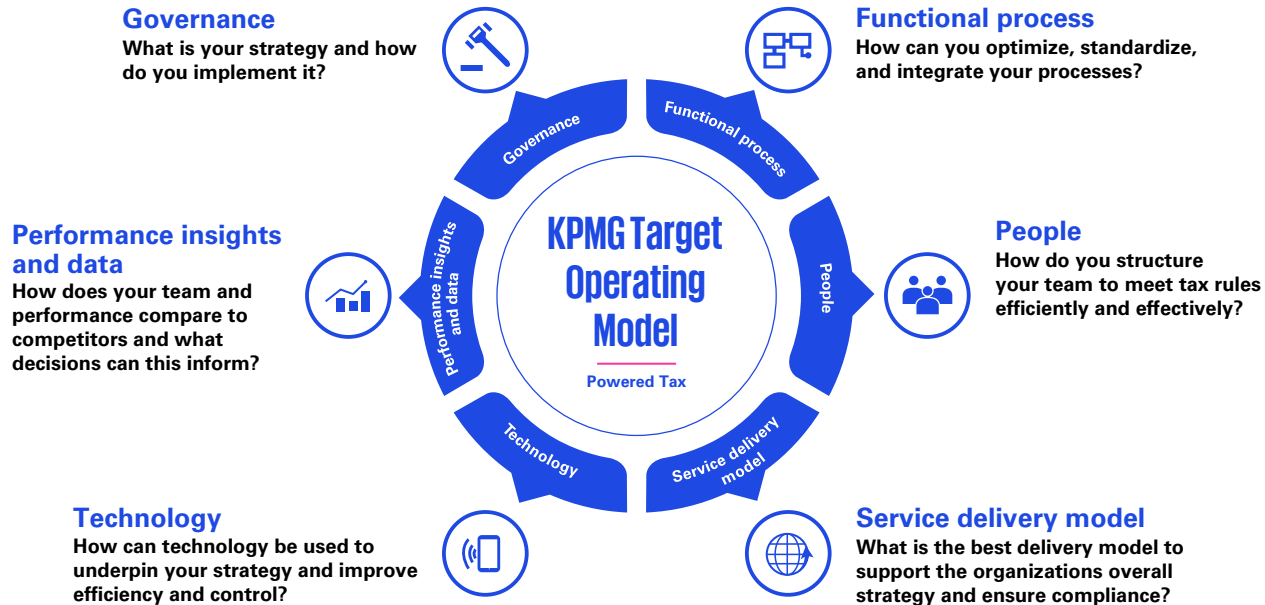 Governance
What is your strategy and how
do you implement it?
Functional process
How can you optimize, standardize,
and integrate your processes?
Governance
Functional process
Performance insights
and data
How does your team and
performance compare to
competitors and what
decisions can this inform?
Performance insights
and data
KPMG Target
Operating
Model
Powered Tax
People
People
How do you structure
your team to meet tax rules
efficiently and effectively?
Technology
Service delivery
model
Technology
How can technology be used to
underpin your strategy and improve
efficiency and control?
Service delivery model
What is the best delivery model to
support the organizations overall
strategy and ensure compliance?